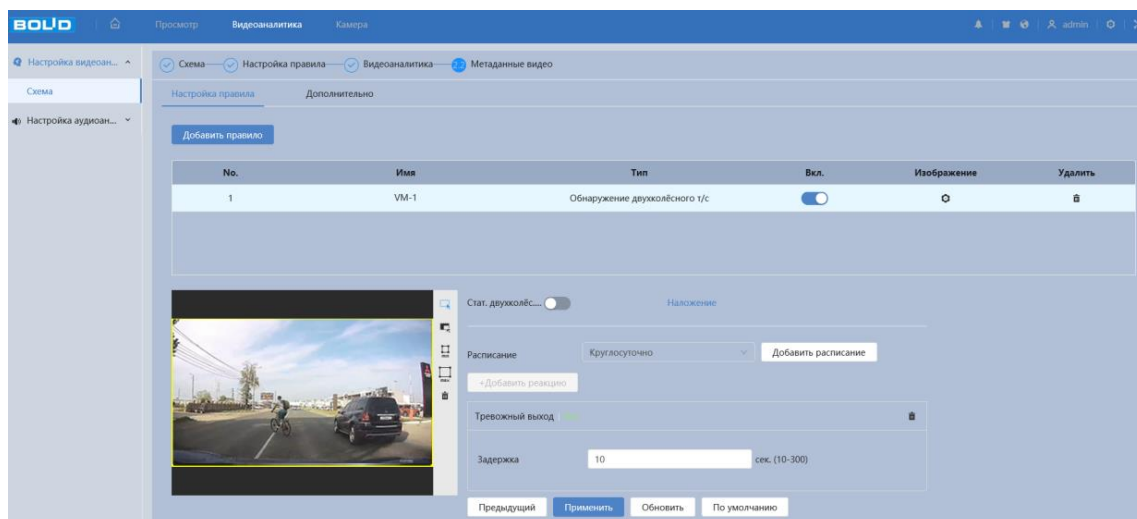 BOLID Просмотр Видеоаналитика Камера admin
Настройка видеоан...
Схема Настройка правила Видеоаналитика 2.2 Метаданные видео
Схема
Настройка правила Дополнительно
Настройка аудиоан...
Добавить правило
No. Имя Тип Вкл. Изображение Удалить
1 VM-1 Обнаружение двухколёсного т/с
Стат. двухколёс.... Наложение
Расписание Круглосуточно Добавить расписание
+Добавить реакцию
Тревожный выход
Задержка 10 сек. (10-300)
Предыдущий Применить Обновить По умолчанию